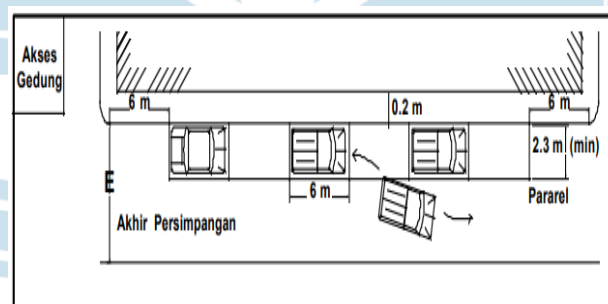 Akses
Gedung
6 m
0.2 m
6 m
2.3 m (min)
E
6 m
Pararel
Akhir Persimpangan